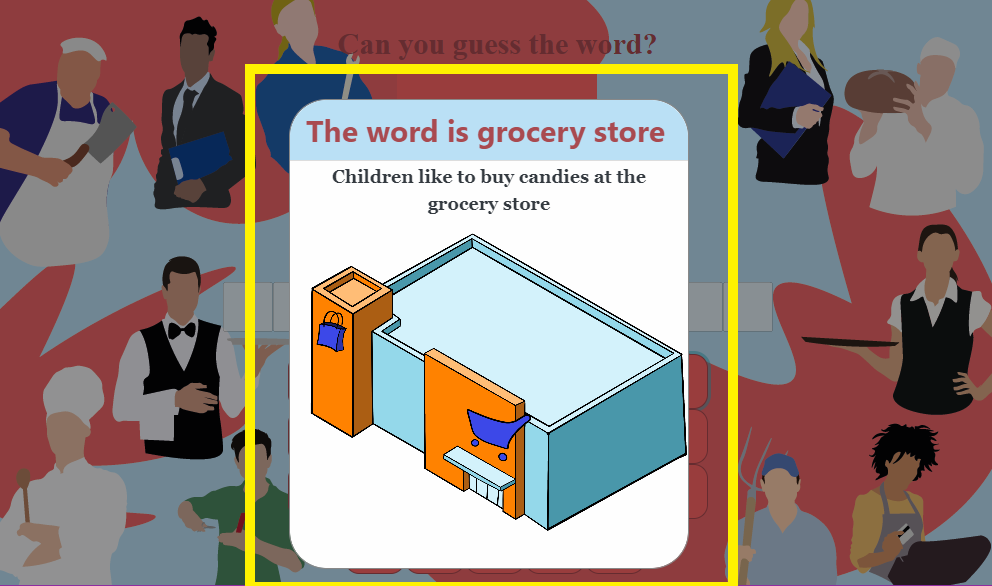 Can you guess the word?
The word is grocery store
Children like to buy candies at the
grocery store